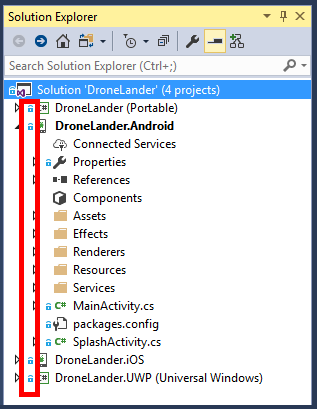 Solution Explorer
Search Solution Explorer (Ctrl+;)
Solution 'DroneLander' (4 projects)
C# DroneLander (Portable)
DroneLander.Android
Connected Services
Properties
References
Components
Assets
Effects
Renderers
Resources
Services
C# MainActivity.cs
packages.config
C# SplashActivity.cs
DroneLander.iOS
C# DroneLander.UWP (Universal Windows)